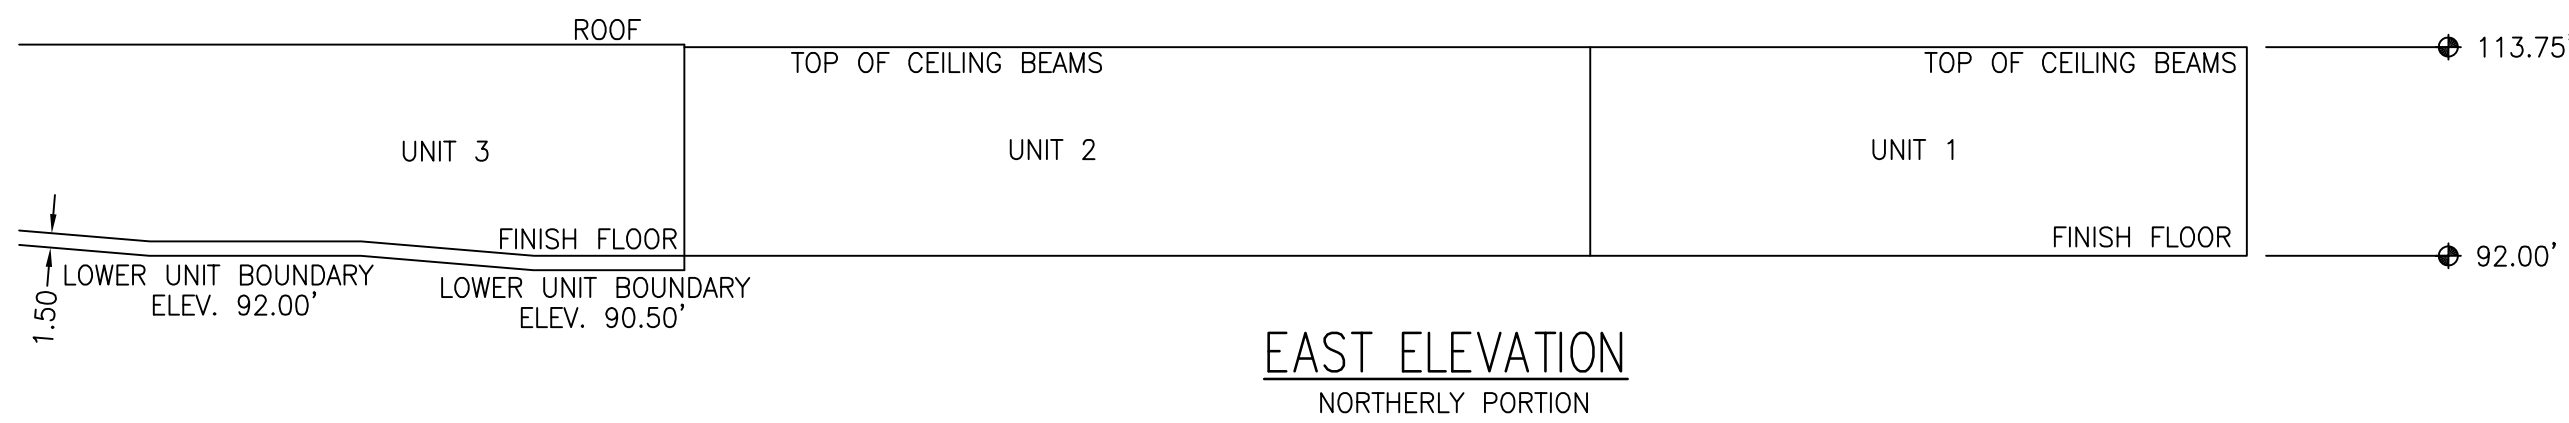 ROOF
TOP OF CEILING BEAMS
TOP OF CEILING BEAMS
113.75'
UNIT 3
UNIT 2
UNIT 1
FINISH FLOOR
FINISH FLOOR
92.00'
1.50
LOWER UNIT BOUNDARY
ELEV. 92.00'
LOWER UNIT BOUNDARY
ELEV. 90.50'
EAST ELEVATION
NORTHERLY PORTION